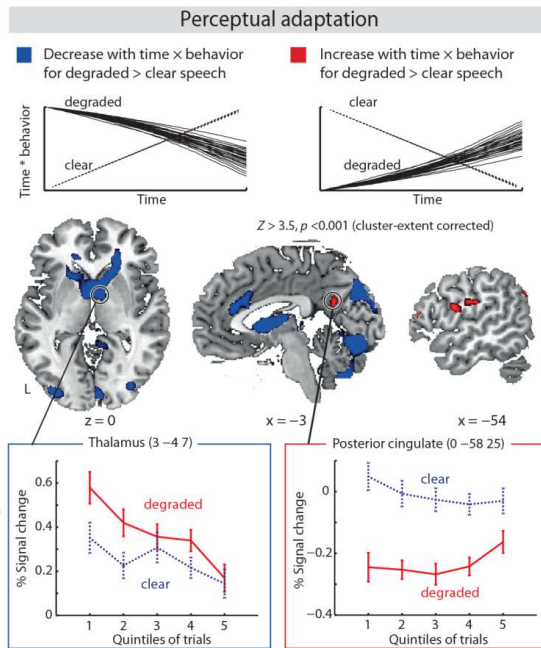 Perceptual adaptation
Decrease with time × behavior
for degraded > clear speech
Increase with time × behavior
for degraded > clear speech
Time * behavior
degraded
clear
Time
clear
degraded
Time
Z > 3.5, p <0.001 (cluster-extent corrected)
L
z = 0
x = −3
x = −54
Thalamus (3 −4 7)
% Signal change
0.6
0.4
0.2
0
degraded
clear
1 2 3 4 5
Quintiles of trials
Posterior cingulate (0 −58 25)
% Signal change
0
−0.2
−0.4
clear
degraded
1 2 3 4 5
Quintiles of trials